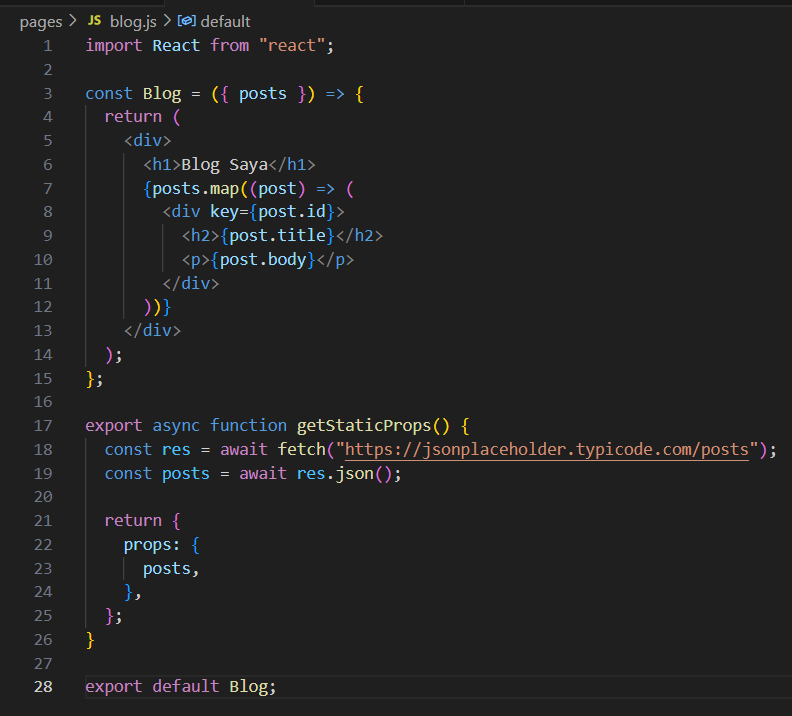 pages > JS blog.js > default
1 import React from "react";
2
3 const Blog = ({ posts }) => {
4   return (
5     <div>
6       <h1>Blog Saya</h1>
7       {posts.map((post) => (
8         <div key={post.id}>
9           <h2>{post.title}</h2>
10           <p>{post.body}</p>
11         </div>
12       ))}
13     </div>
14   );
15 };
16
17 export async function getStaticProps() {
18   const res = await fetch("https://jsonplaceholder.typicode.com/posts");
19   const posts = await res.json();
20
21   return {
22     props: {
23       posts,
24     },
25   };
26 }
27
28 export default Blog;